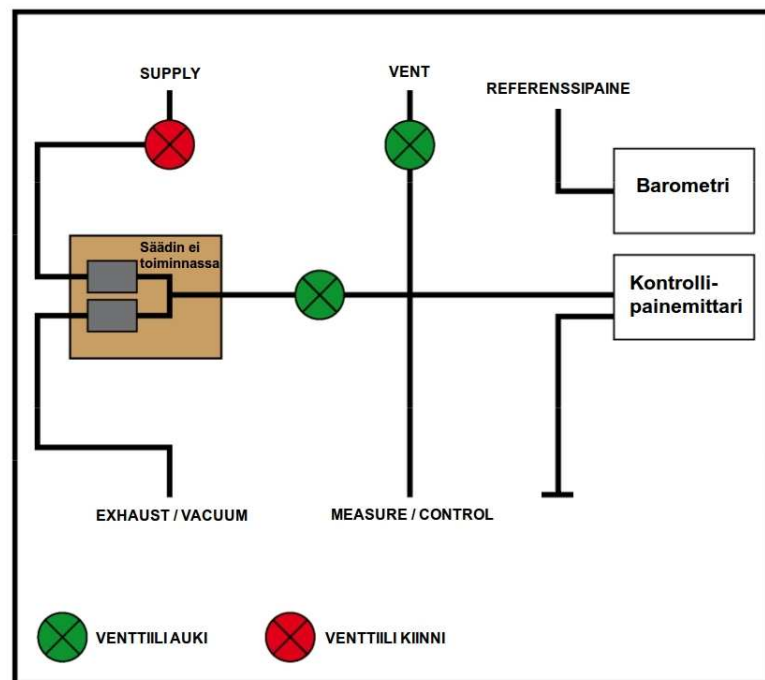 SUPPLY
VENT
REFERENSSIPAINE
Barometri
Säädin ei
toiminnassa
Kontrolli-
painemittari
EXHAUST / VACUUM
MEASURE / CONTROL
VENTTIILI AUKI
VENTTIILI KIINNI